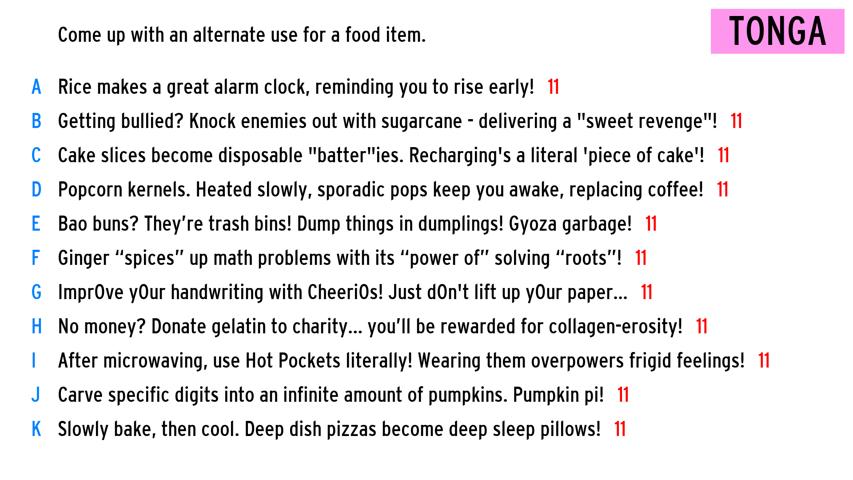 Come up with an alternate use for a food item.
TONGA
A Rice makes a great alarm clock, reminding you to rise early! 11
B Getting bullied? Knock enemies out with sugarcane - delivering a "sweet revenge"! 11
C Cake slices become disposable "batter"ies. Recharging's a literal 'piece of cake'! 11
D Popcorn kernels. Heated slowly, sporadic pops keep you awake, replacing coffee! 11
E Bao buns? They’re trash bins! Dump things in dumplings! Gyoza garbage! 11
F Ginger “spices” up math problems with its “power of” solving “roots”! 11
G Impr0ve y0ur handwriting with Cheeri0s! Just d0n't lift up y0ur paper... 11
H No money? Donate gelatin to charity... you’ll be rewarded for collagen-erosity! 11
I After microwaving, use Hot Pockets literally! Wearing them overpowers frigid feelings! 11
J Carve specific digits into an infinite amount of pumpkins. Pumpkin pi! 11
K Slowly bake, then cool. Deep dish pizzas become deep sleep pillows! 11